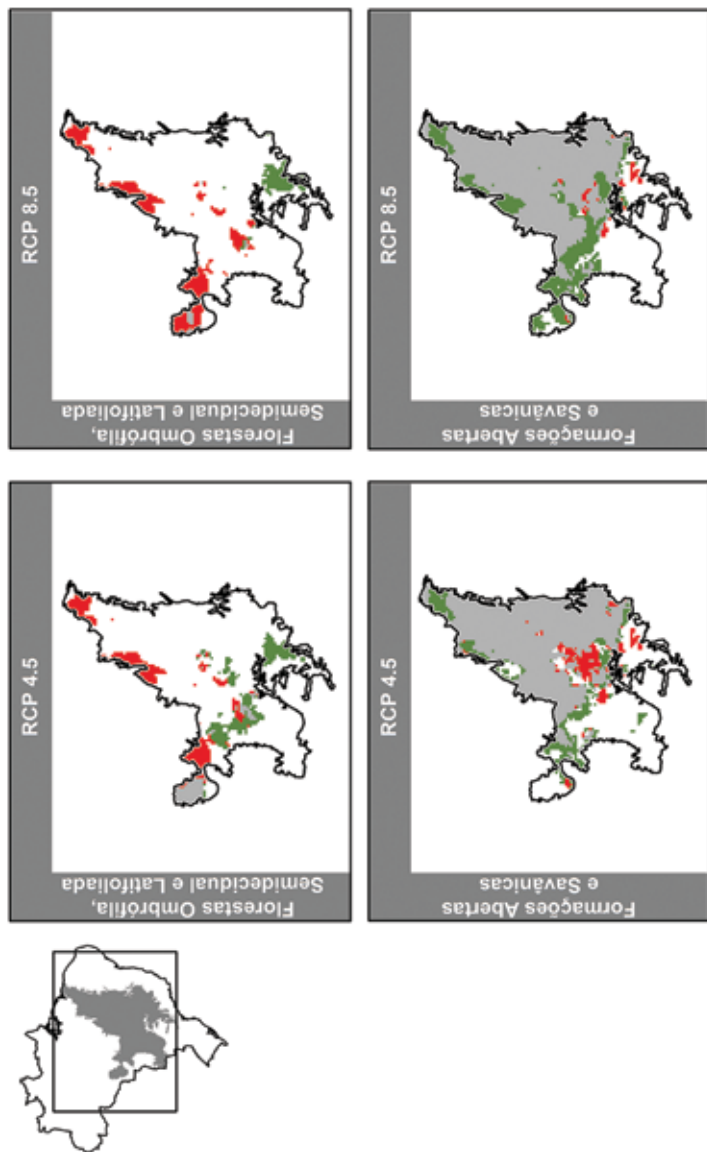 RCP 8.5
Florestas Ombrófila,
Semidecidual e Latifoliada
Formações Abertas
e Savânicas
RCP 4.5
Florestas Ombrófila,
Semidecidual e Latifoliada
Formações Abertas
e Savânicas